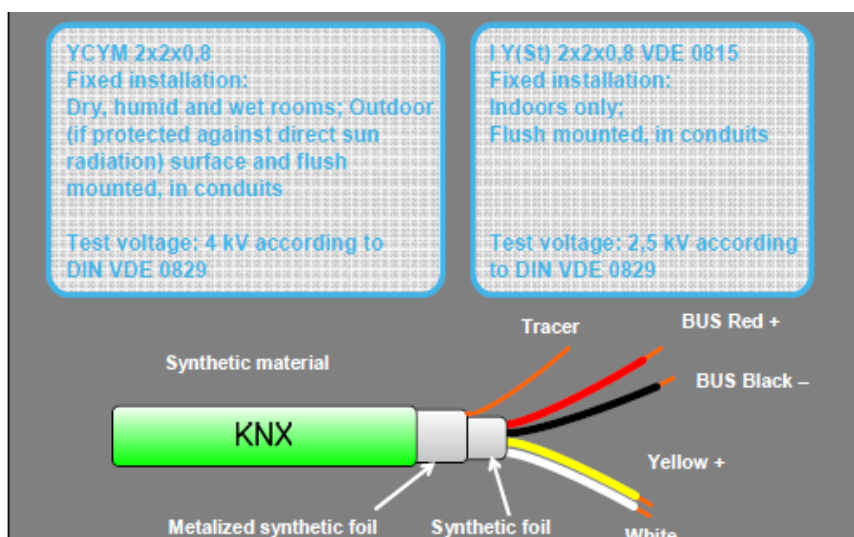 YCYM 2x2x0,8
Fixed installation:
Dry, humid and wet rooms; Outdoor
(if protected against direct sun
radiation) surface and flush
mounted, in conduits
Test voltage: 4 kV according to
DIN VDE 0829
I Y(St) 2x2x0,8 VDE 0815
Fixed installation:
Indoors only;
Flush mounted, in conduits
Test voltage: 2,5 kV according
to DIN VDE 0829
Tracer
BUS Red +
Synthetic material
BUS Black –
KNX
Yellow +
Metalized synthetic foil
Synthetic foil
White